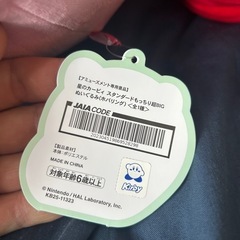 【アミューズメント専用景品】
星のカービィ スタンダードもっちり超BIG
ぬいぐるみ(ホバリング) <全1種>
JAIA CODE
【製品素材】
本体 ポリエステル
MADE IN CHINA
対象年齢6歳以上
Kirby
© Nintendo / HAL Laboratory, Inc.
KB25-11323